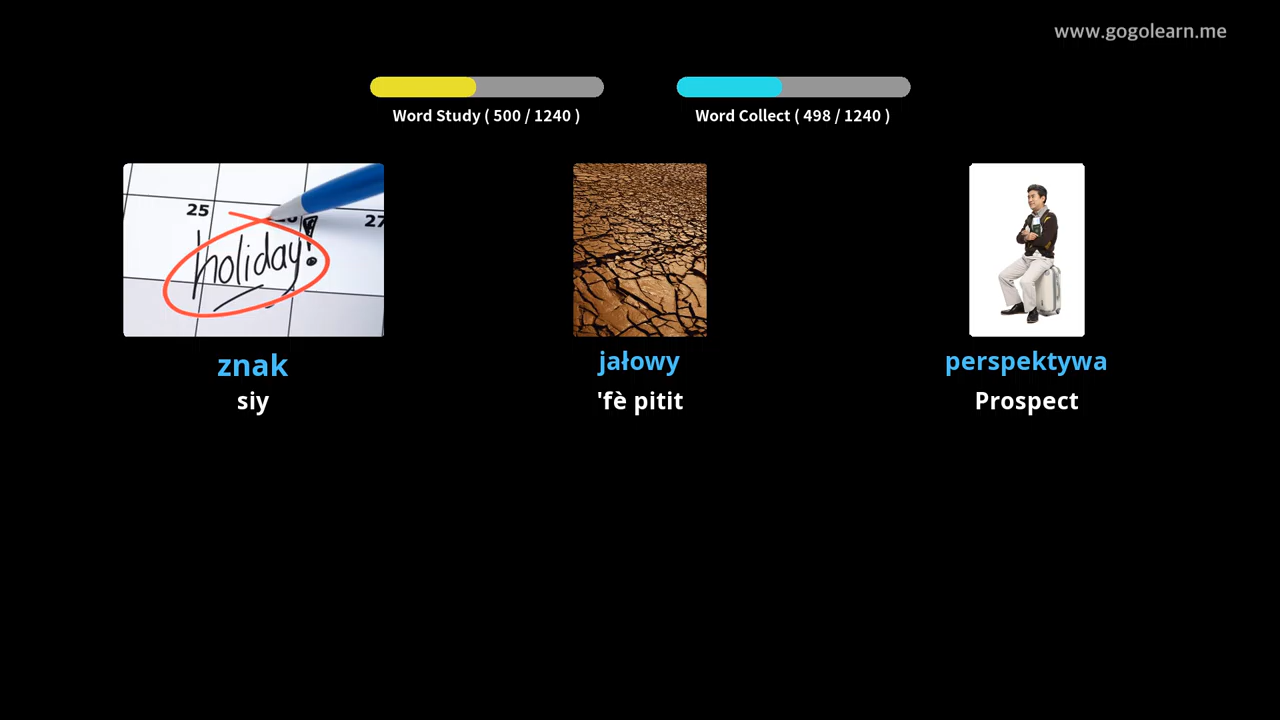 www.gogolearn.me
Word Study ( 500 / 1240 )
Word Collect ( 498 / 1240 )
25
27
holiday!
znak
jałowy
perspektywa
siy
'fè pitit
Prospect